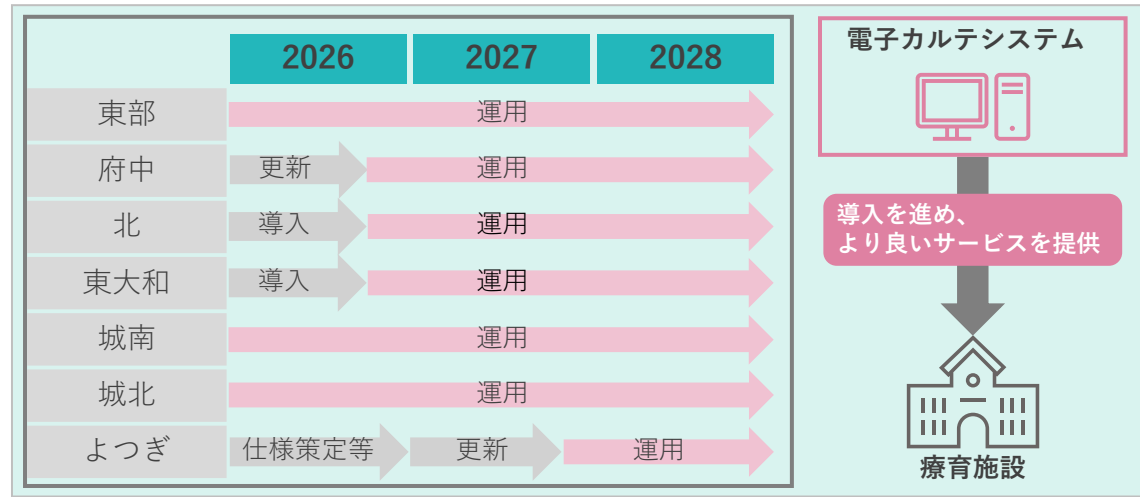 2026 2027 2028
東部 運用
府中 更新 運用
北 導入 運用
東大和 導入 運用
城南 運用
城北 運用
よつぎ 仕様策定等 更新 運用
電子カルテシステム
導入を進め、
より良いサービスを提供
療育施設